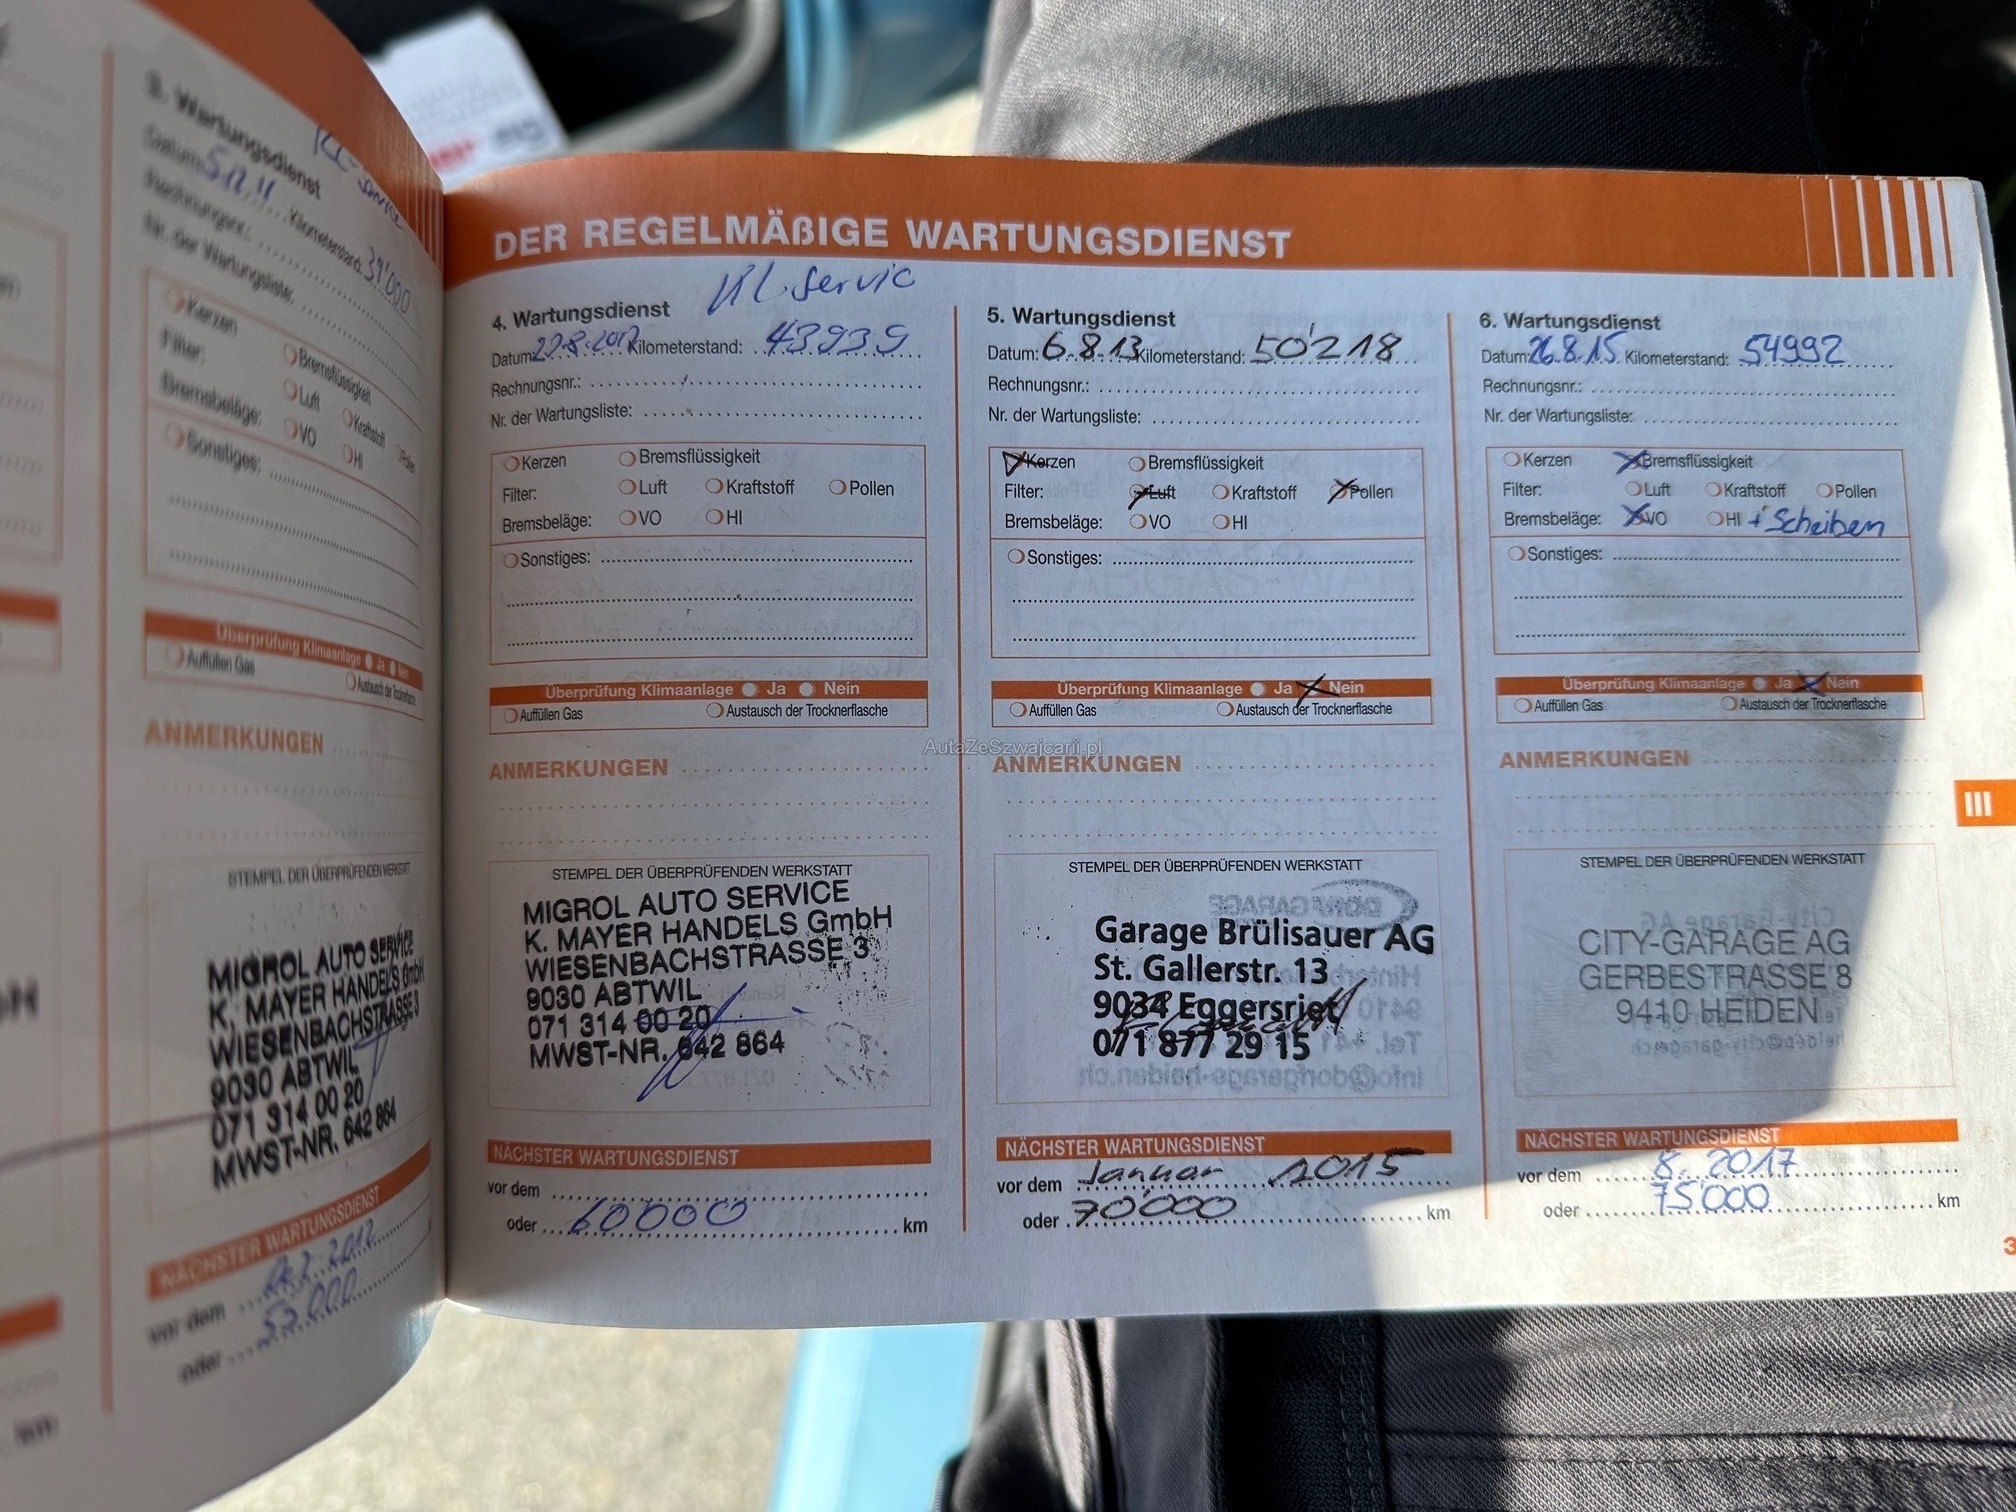 3. Wartungsdienst
Datum: 5.12.11 Kilometerstand: 39'000
Rechnungsnr.:
Nr. der Wartungsliste:
Kerzen Bremsflüssigkeit
Filter: Luft Kraftstoff Pollen
Bremsbeläge: VO HI
Sonstiges:
Überprüfung Klimaanlage Ja Nein
Auffüllen Gas Austausch der Trocknerflasche
ANMERKUNGEN
STEMPEL DER ÜBERPRÜFENDEN WERKSTATT
MIGROL AUTO SERVICE
K. MAYER HANDELS GmbH
WIESENBACHSTRASSE 3
9030 ABTWIL
071 314 00 20
MWST-NR. 642 864
NÄCHSTER WARTUNGSDIENST
vor dem Dez. 2012
oder
km
DER REGELMÄßIGE WARTUNGSDIENST
4. Wartungsdienst Kl. Servic
Datum: Kilometerstand: 43939
Rechnungsnr.:
Nr. der Wartungsliste:
Kerzen Bremsflüssigkeit
Filter: Luft Kraftstoff Pollen
Bremsbeläge: VO HI
Sonstiges:
Überprüfung Klimaanlage Ja Nein
Auffüllen Gas Austausch der Trocknerflasche
ANMERKUNGEN
STEMPEL DER ÜBERPRÜFENDEN WERKSTATT
MIGROL AUTO SERVICE
K. MAYER HANDELS GmbH
WIESENBACHSTRASSE 3
9030 ABTWIL
071 314 00 20
MWST-NR. 642 864
NÄCHSTER WARTUNGSDIENST
vor dem
oder 60'000 km
5. Wartungsdienst
Datum: 6.8.13 Kilometerstand: 50'218
Rechnungsnr.:
Nr. der Wartungsliste:
Kerzen Bremsflüssigkeit
Filter: Luft Kraftstoff Pollen
Bremsbeläge: VO HI
Sonstiges:
Überprüfung Klimaanlage Ja Nein
Auffüllen Gas Austausch der Trocknerflasche
AutaZeSzwajcarii.pl
ANMERKUNGEN
STEMPEL DER ÜBERPRÜFENDEN WERKSTATT
Garage Brülisauer AG
St. Gallerstr. 13
9034 Eggersriet
071 877 29 15
NÄCHSTER WARTUNGSDIENST
vor dem Januar 2015
oder 70'000 km
6. Wartungsdienst
Datum: 26.8.15 Kilometerstand: 54992
Rechnungsnr.:
Nr. der Wartungsliste:
Kerzen Bremsflüssigkeit
Filter: Luft Kraftstoff Pollen
Bremsbeläge: VO HI + Scheiben
Sonstiges:
Überprüfung Klimaanlage Ja Nein
Auffüllen Gas Austausch der Trocknerflasche
ANMERKUNGEN
STEMPEL DER ÜBERPRÜFENDEN WERKSTATT
CITY-GARAGE AG
GERBESTRASSE 8
9410 HEIDEN
NÄCHSTER WARTUNGSDIENST
vor dem 8. 2017
oder 75000 km
III
3